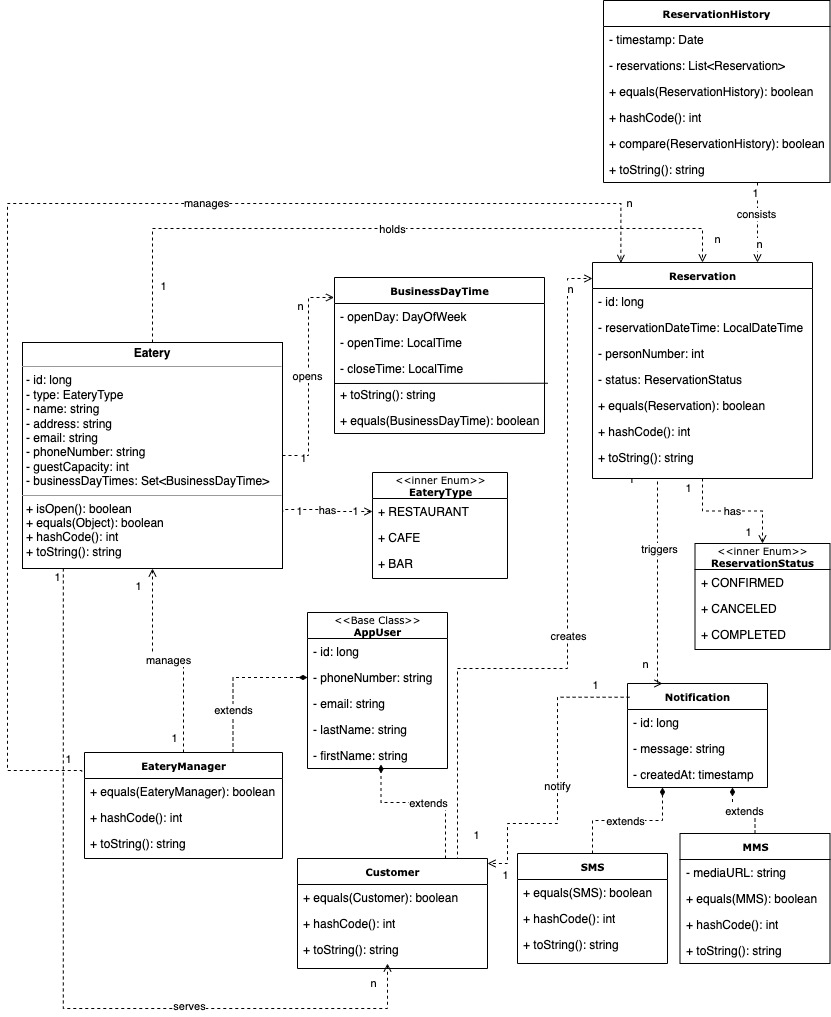 ReservationHistory
- timestamp: Date
- reservations: List<Reservation>
+ equals(ReservationHistory): boolean
+ hashCode(): int
+ compare(ReservationHistory): boolean
+ toString(): string
1
consists
n
manages
n
holds
n
1
Reservation
- id: long
- reservationDateTime: LocalDateTime
- personNumber: int
- status: ReservationStatus
+ equals(Reservation): boolean
+ hashCode(): int
+ toString(): string
n
BusinessDayTime
- openDay: DayOfWeek
- openTime: LocalTime
- closeTime: LocalTime
+ toString(): string
+ equals(BusinessDayTime): boolean
n
opens
1
Eatery
- id: long
- type: EateryType
- name: string
- address: string
- email: string
- phoneNumber: string
- guestCapacity: int
- businessDayTimes: Set<BusinessDayTime>
+ isOpen(): boolean
+ equals(Object): boolean
+ hashCode(): int
+ toString(): string
1
has
1
<<inner Enum>>
EateryType
+ RESTAURANT
+ CAFE
+ BAR
1
has
1
<<inner Enum>>
ReservationStatus
+ CONFIRMED
+ CANCELED
+ COMPLETED
triggers
n
1
1
manages
1
<<Base Class>>
AppUser
- id: long
- phoneNumber: string
- email: string
- lastName: string
- firstName: string
extends
creates
1
Notification
- id: long
- message: string
- createdAt: timestamp
1
EateryManager
+ equals(EateryManager): boolean
+ hashCode(): int
+ toString(): string
extends
notify
1
extends
extends
1
Customer
+ equals(Customer): boolean
+ hashCode(): int
+ toString(): string
SMS
+ equals(SMS): boolean
+ hashCode(): int
+ toString(): string
MMS
- mediaURL: string
+ equals(MMS): boolean
+ hashCode(): int
+ toString(): string
n
serves